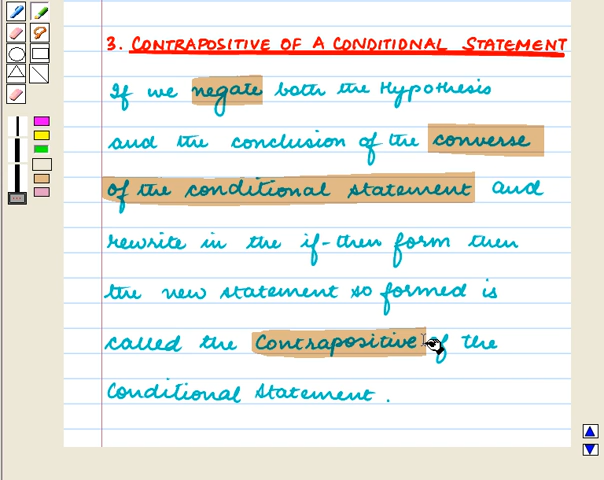 3. CONTRAPOSITIVE OF A CONDITIONAL STATEMENT
If we negate both the Hypothesis
and the conclusion of the converse
of the conditional statement and
rewrite in the if-then form then
the new statement so formed is
called the Contrapositive of the
Conditional Statement.